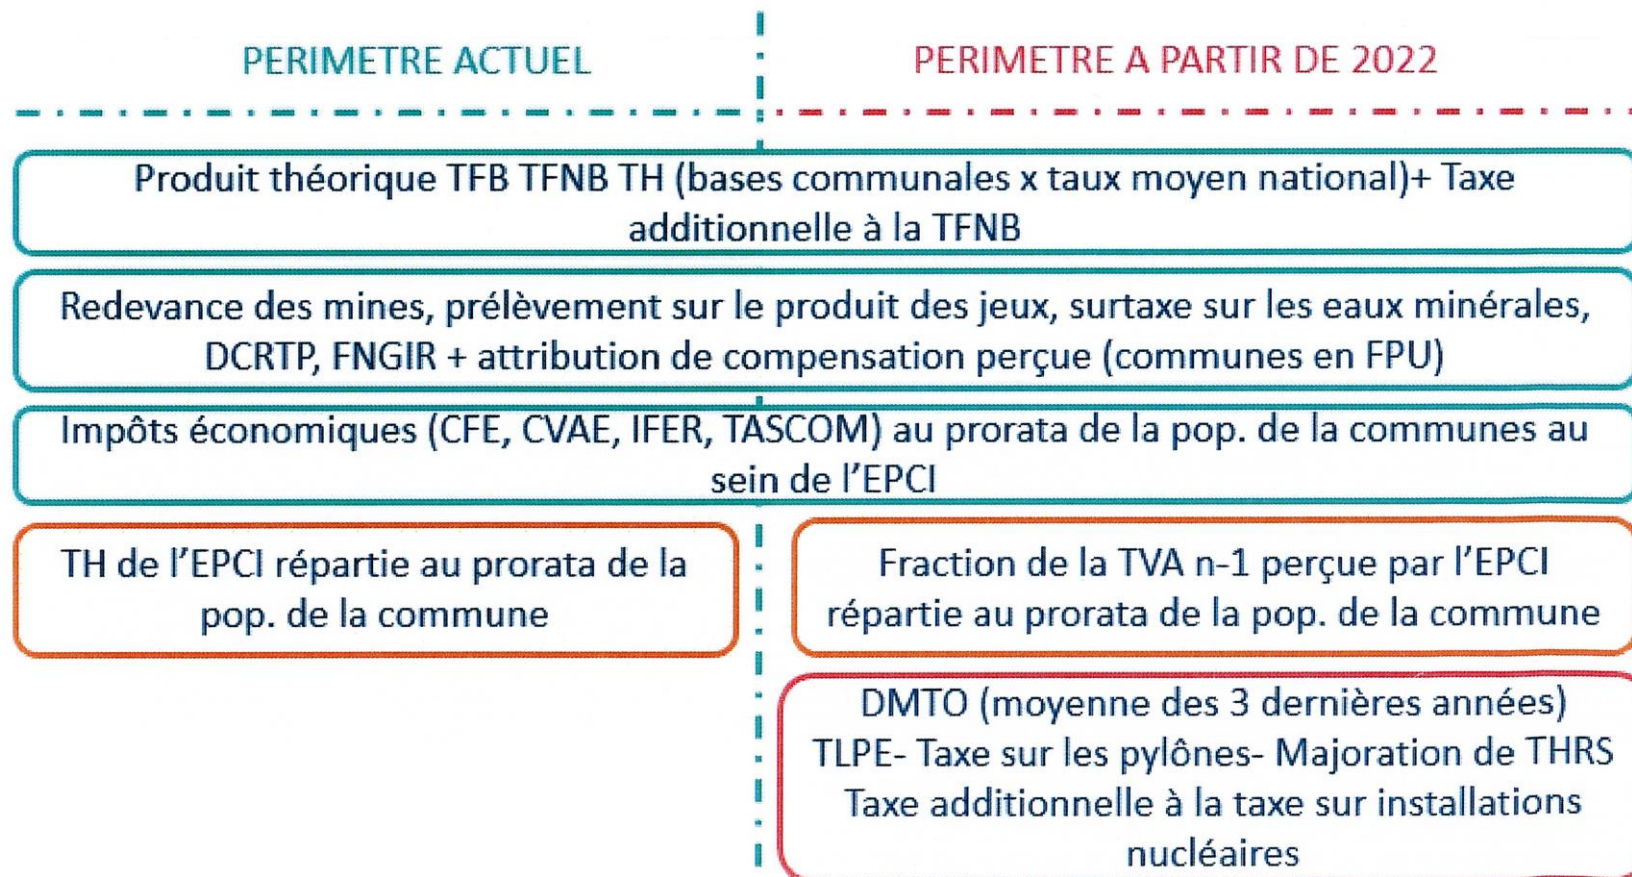 PERIMETRE ACTUEL
PERIMETRE A PARTIR DE 2022
Produit théorique TFB TFNB TH (bases communales x taux moyen national)+ Taxe
additionnelle à la TFNB
Redevance des mines, prélèvement sur le produit des jeux, surtaxe sur les eaux minérales,
DCRTP, FNGIR + attribution de compensation perçue (communes en FPU)
Impôts économiques (CFE, CVAE, IFER, TASCOM) au prorata de la pop. de la communes au
sein de l'EPCI
TH de l'EPCI répartie au prorata de la
pop. de la commune
Fraction de la TVA n-1 perçue par l'EPCI
répartie au prorata de la pop. de la commune
DMTO (moyenne des 3 dernières années)
TLPE- Taxe sur les pylônes- Majoration de THRS
Taxe additionnelle à la taxe sur installations
nucléaires